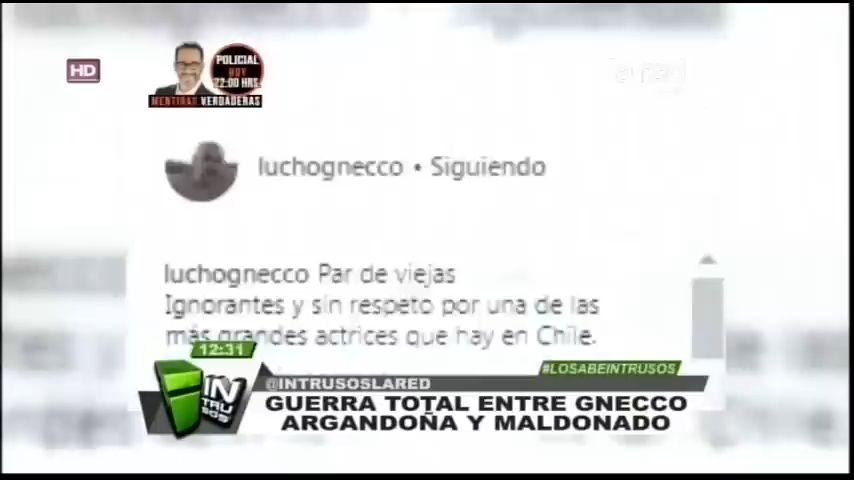 HD
POLICIAL
HOY
22:00 HRS
MENTIRAS VERDADERAS
la red
luchognecco • Siguiendo
luchognecco Par de viejas
Ignorantes y sin respeto por una de las
más grandes actrices que hay en Chile.
12:31
#LOSABEINTRUSOS
INTRUSOS
@INTRUSOSLARED
GUERRA TOTAL ENTRE GNECCO
ARGANDOÑA Y MALDONADO